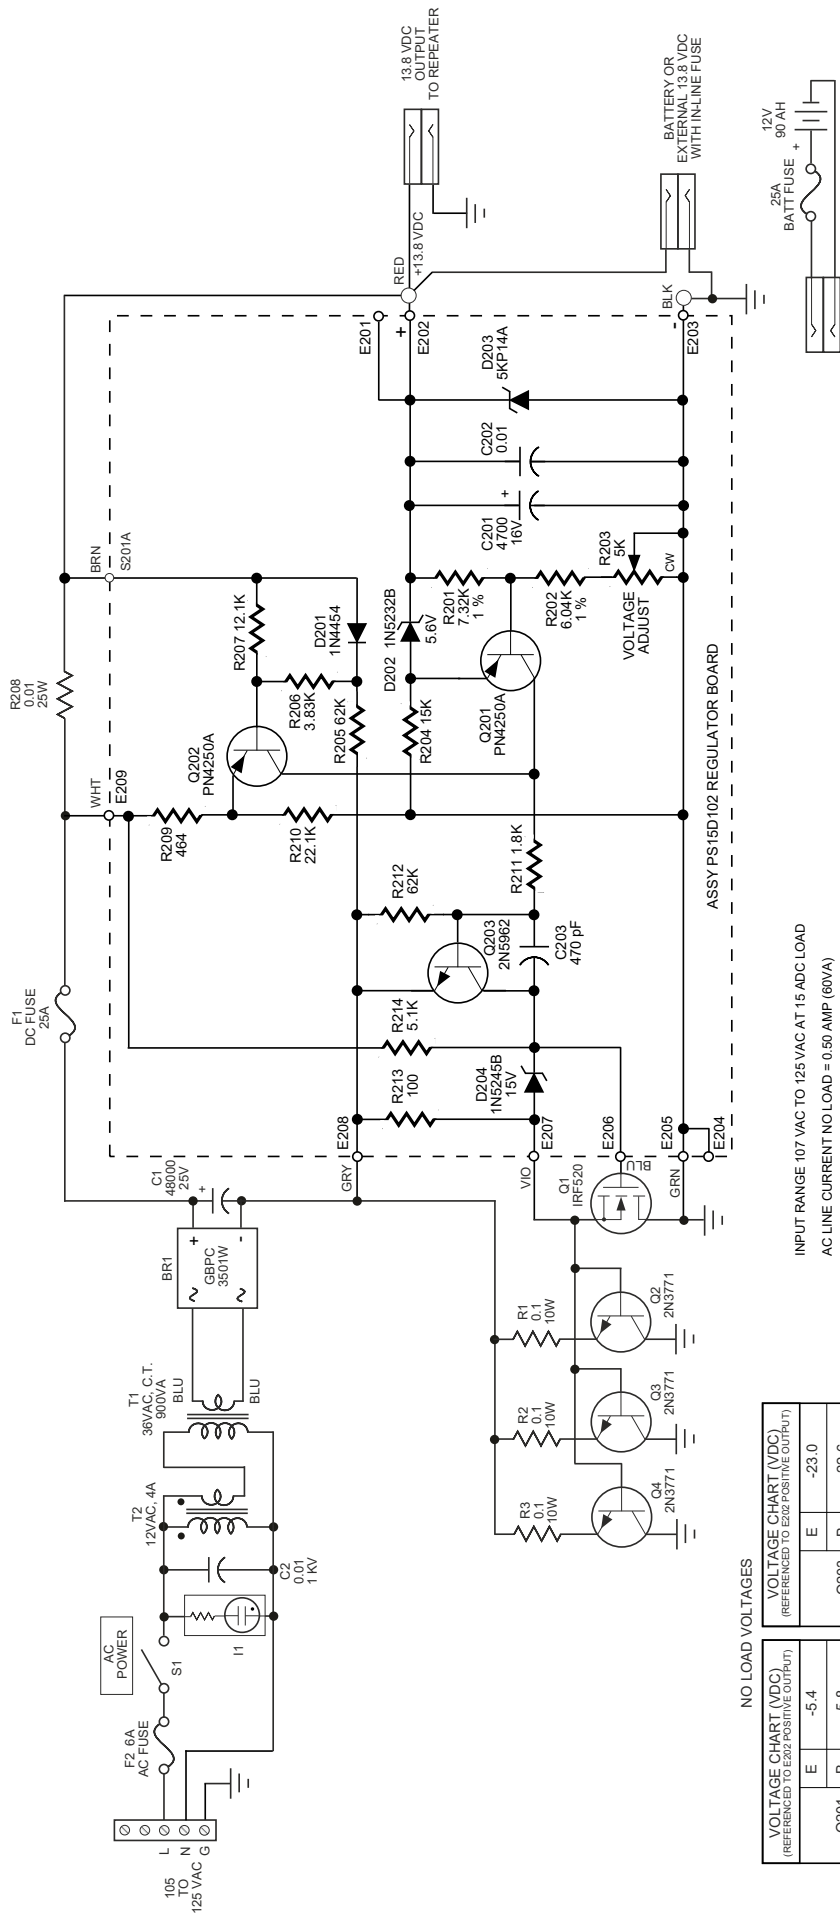 105
TO
125 VAC
L
N
G
F2 6A
AC FUSE
AC
POWER
S1
I1
C2
0.01
1 KV
T2
12VAC, 4A
T1
36VAC, C.T.
900VA
BLU
BLU
BR1
GBPC
3501W
+
-
C1
48000
25V
+
F1
DC FUSE
25A
R208
0.01
25W
WHT
E209
BRN
S201A
R209
464
R210
22.1K
Q202
PN4250A
R207 12.1K
R206
3.83K
D201
1N4454
R205 62K
R212
62K
R214
5.1K
R213
100
E208
GRY
R204 15K
D202 1N5232B
5.6V
Q201
PN4250A
R201
7.32K
1 %
R202
6.04K
1 %
R203
5K
CW
VOLTAGE
ADJUST
C201
4700
16V
+
C202
0.01
D203
5KP14A
E201
+
E202
RED
+13.8 VDC
13.8 VDC
OUTPUT
TO REPEATER
BATTERY OR
EXTERNAL 13.8 VDC
WITH IN-LINE FUSE
BLK
-
E203
12V
90 AH
+
25A
BATT FUSE
R211 1.8K
Q203
2N5962
C203
470 pF
D204
1N5245B
15V
E207
VIO
E206
BLU
E205
GRN
E204
Q1
IRF520
R1
0.1
10W
R2
0.1
10W
R3
0.1
10W
Q2
2N3771
Q3
2N3771
Q4
2N3771
ASSY PS15D102 REGULATOR BOARD
INPUT RANGE 107 VAC TO 125 VAC AT 15 ADC LOAD
AC LINE CURRENT NO LOAD = 0.50 AMP (60VA)
NO LOAD VOLTAGES
VOLTAGE CHART (VDC)
(REFERENCED TO E202 POSITIVE OUTPUT)
E -5.4
VOLTAGE CHART (VDC)
(REFERENCED TO E202 POSITIVE OUTPUT)
E -23.0